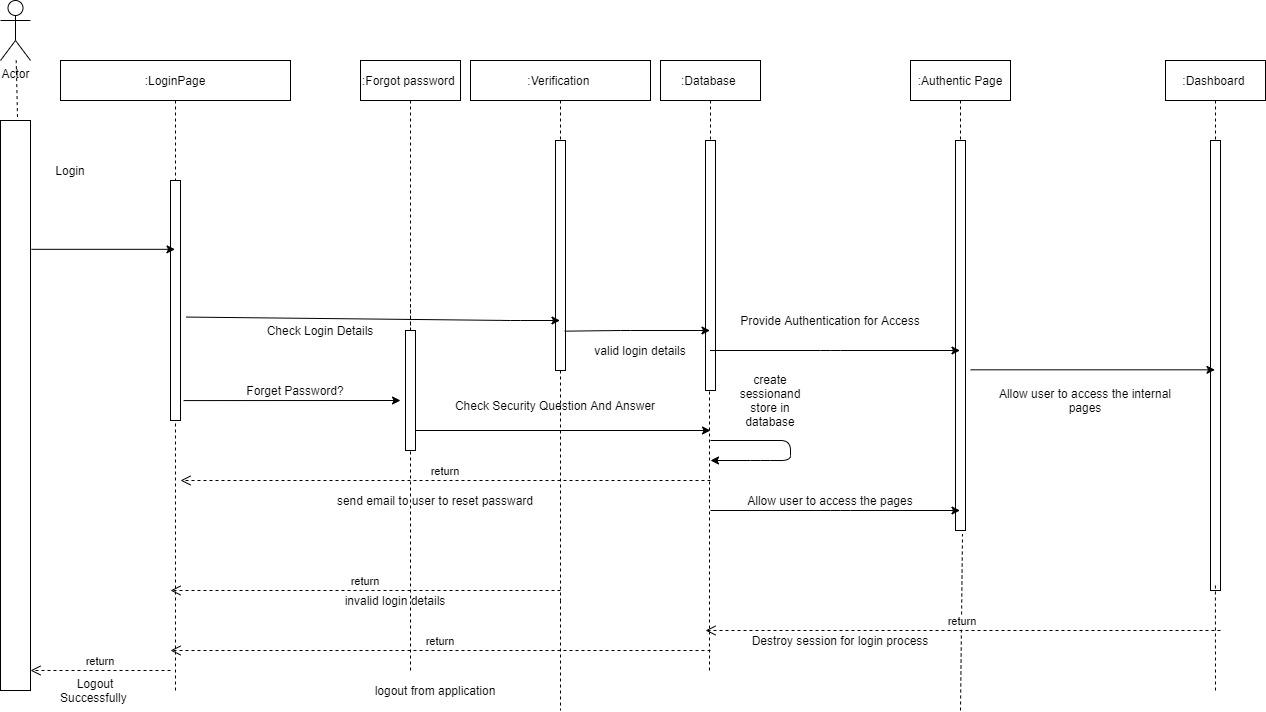 Actor
:LoginPage
:Forgot password
:Verification
:Database
:Authentic Page
:Dashboard
Login
Check Login Details
Provide Authentication for Access
valid login details
Forget Password?
Check Security Question And Answer
create
sessionand
store in
database
Allow user to access the internal
pages
return
send email to user to reset passward
Allow user to access the pages
return
invalid login details
return
Destroy session for login process
return
return
Logout
Successfully
logout from application